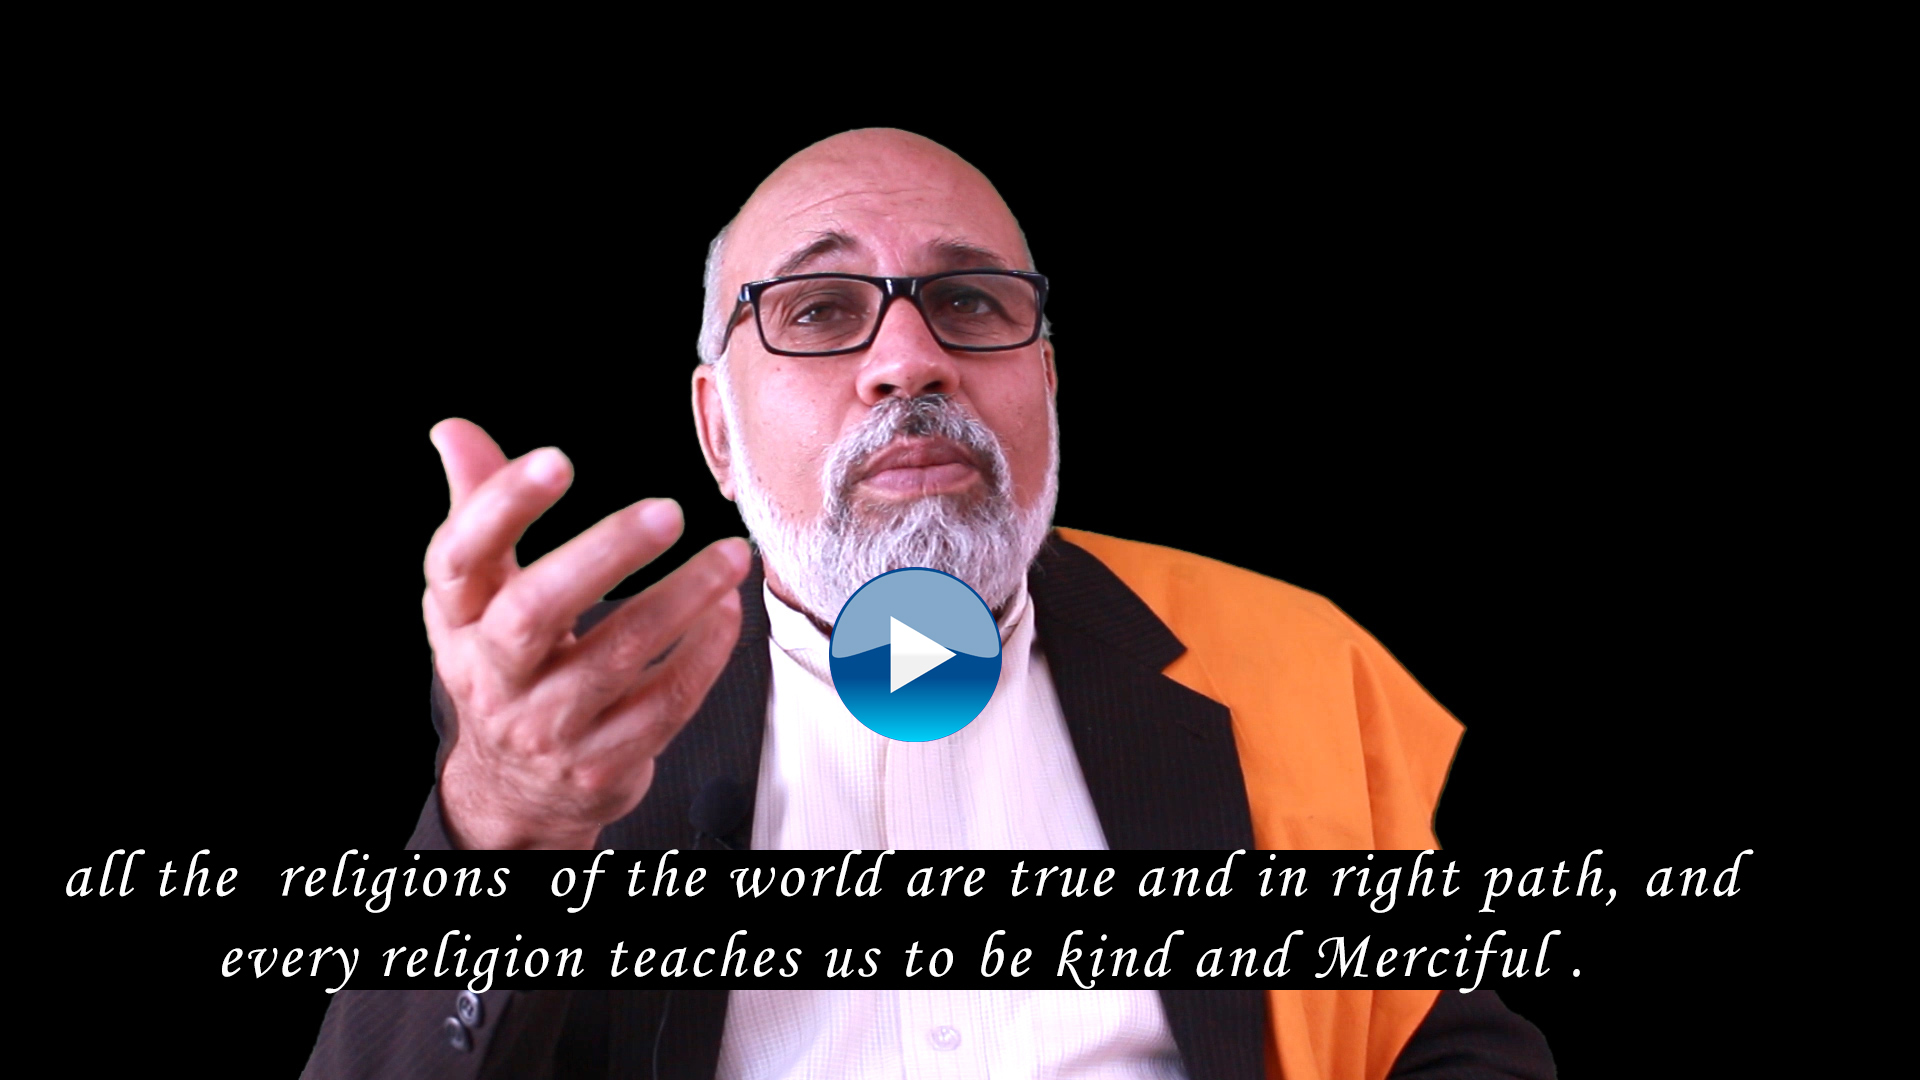 all the religions of the world are true and in right path, and
every religion teaches us to be kind and Merciful .